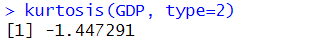 > kurtosis(GDP, type=2)
[1] -1.447291